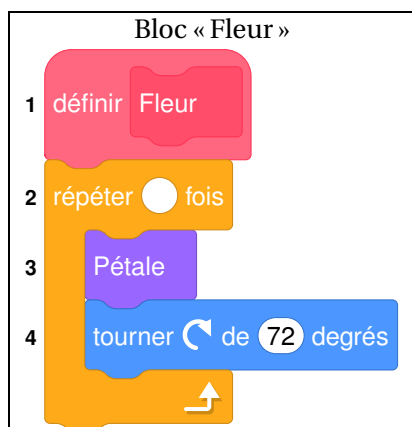 Bloc « Fleur »
1 définir Fleur
2 répéter fois
3 Pétale
4 tourner de 72 degrés